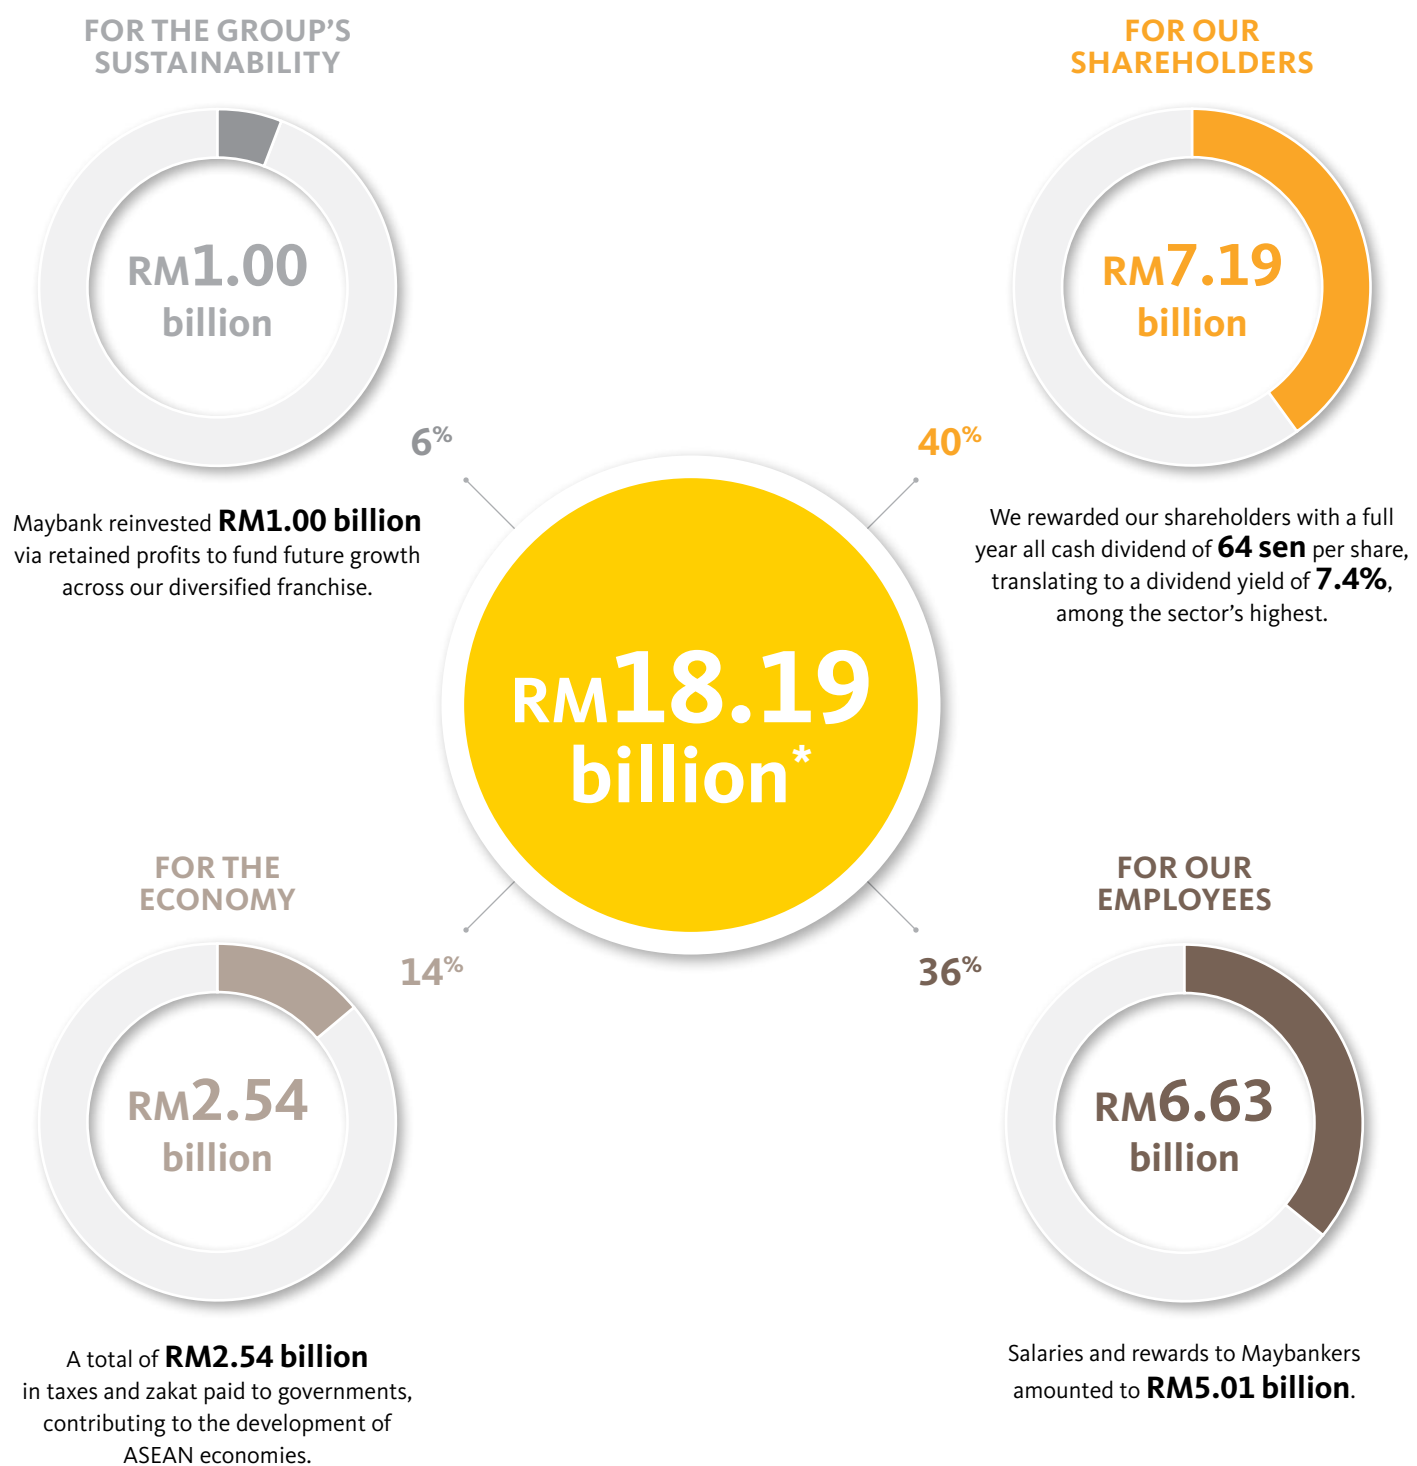 FOR THE GROUP’S
SUSTAINABILITY
RM1.00
billion
6%
Maybank reinvested RM1.00 billion
via retained profits to fund future growth
across our diversified franchise.
FOR OUR
SHAREHOLDERS
RM7.19
billion
40%
We rewarded our shareholders with a full
year all cash dividend of 64 sen per share,
translating to a dividend yield of 7.4%,
among the sector’s highest.
RM18.19
billion*
FOR THE
ECONOMY
14%
RM2.54
billion
A total of RM2.54 billion
in taxes and zakat paid to governments,
contributing to the development of
ASEAN economies.
FOR OUR
EMPLOYEES
36%
RM6.63
billion
Salaries and rewards to Maybankers
amounted to RM5.01 billion.